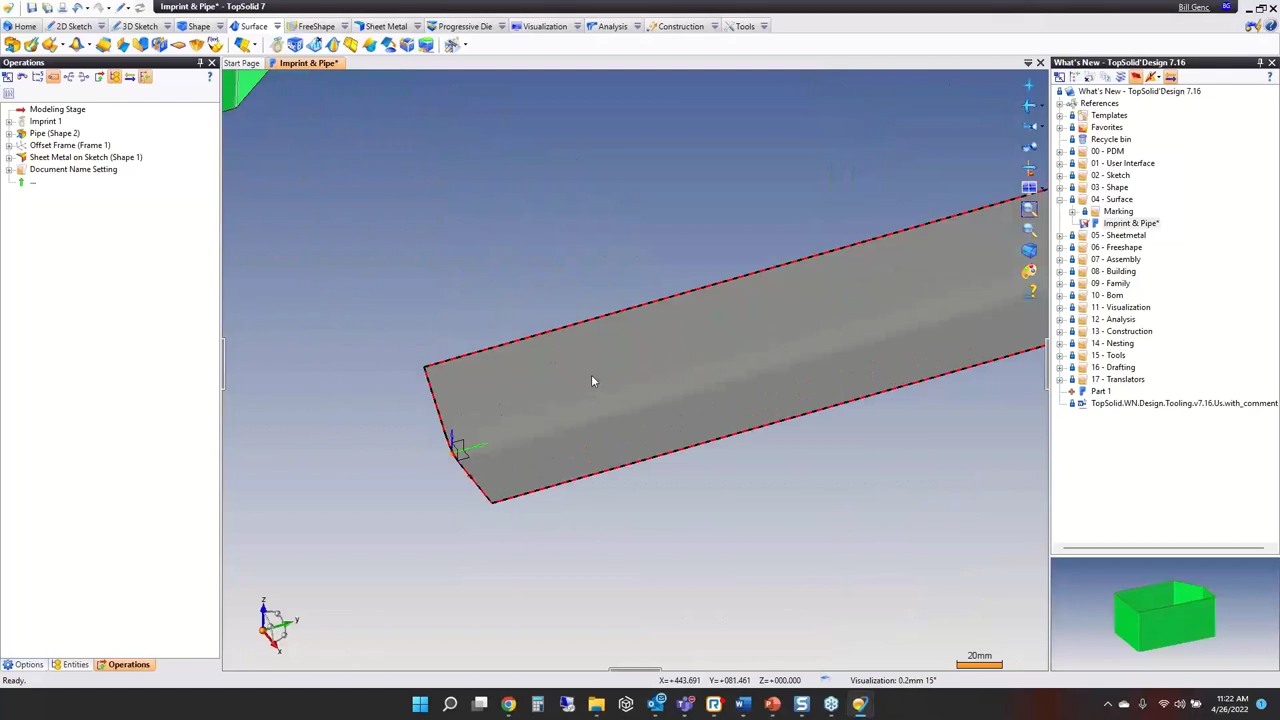 Imprint & Pipe* - TopSolid 7
Bill Genc
BG
Home 2D Sketch 3D Sketch Shape Surface FreeShape Sheet Metal Progressive Die Visualization Analysis Construction Tools
Operations
Start Page Imprint & Pipe*
What's New - TopSolid'Design 7.16
Modeling Stage
Imprint 1
Pipe (Shape 2)
Offset Frame (Frame 1)
Sheet Metal on Sketch (Shape 1)
Document Name Setting
...
What's New - TopSolid'Design 7.16
References
Templates
Favorites
Recycle bin
00 - PDM
01 - User Interface
02 - Sketch
03 - Shape
04 - Surface
Marking
Imprint & Pipe*
05 - Sheetmetal
06 - Freeshape
07 - Assembly
08 - Building
09 - Family
10 - Bom
11 - Visualization
12 - Analysis
13 - Construction
14 - Nesting
15 - Tools
16 - Drafting
17 - Translators
Part 1
TopSolid.WN.Design.Tooling.v7.16.Us.with_comment
z
y
x
20mm
Options Entities Operations
Ready.
X=+443.691 Y=+081.461 Z=+000.000 Visualization: 0.2mm 15°
11:22 AM
4/26/2022